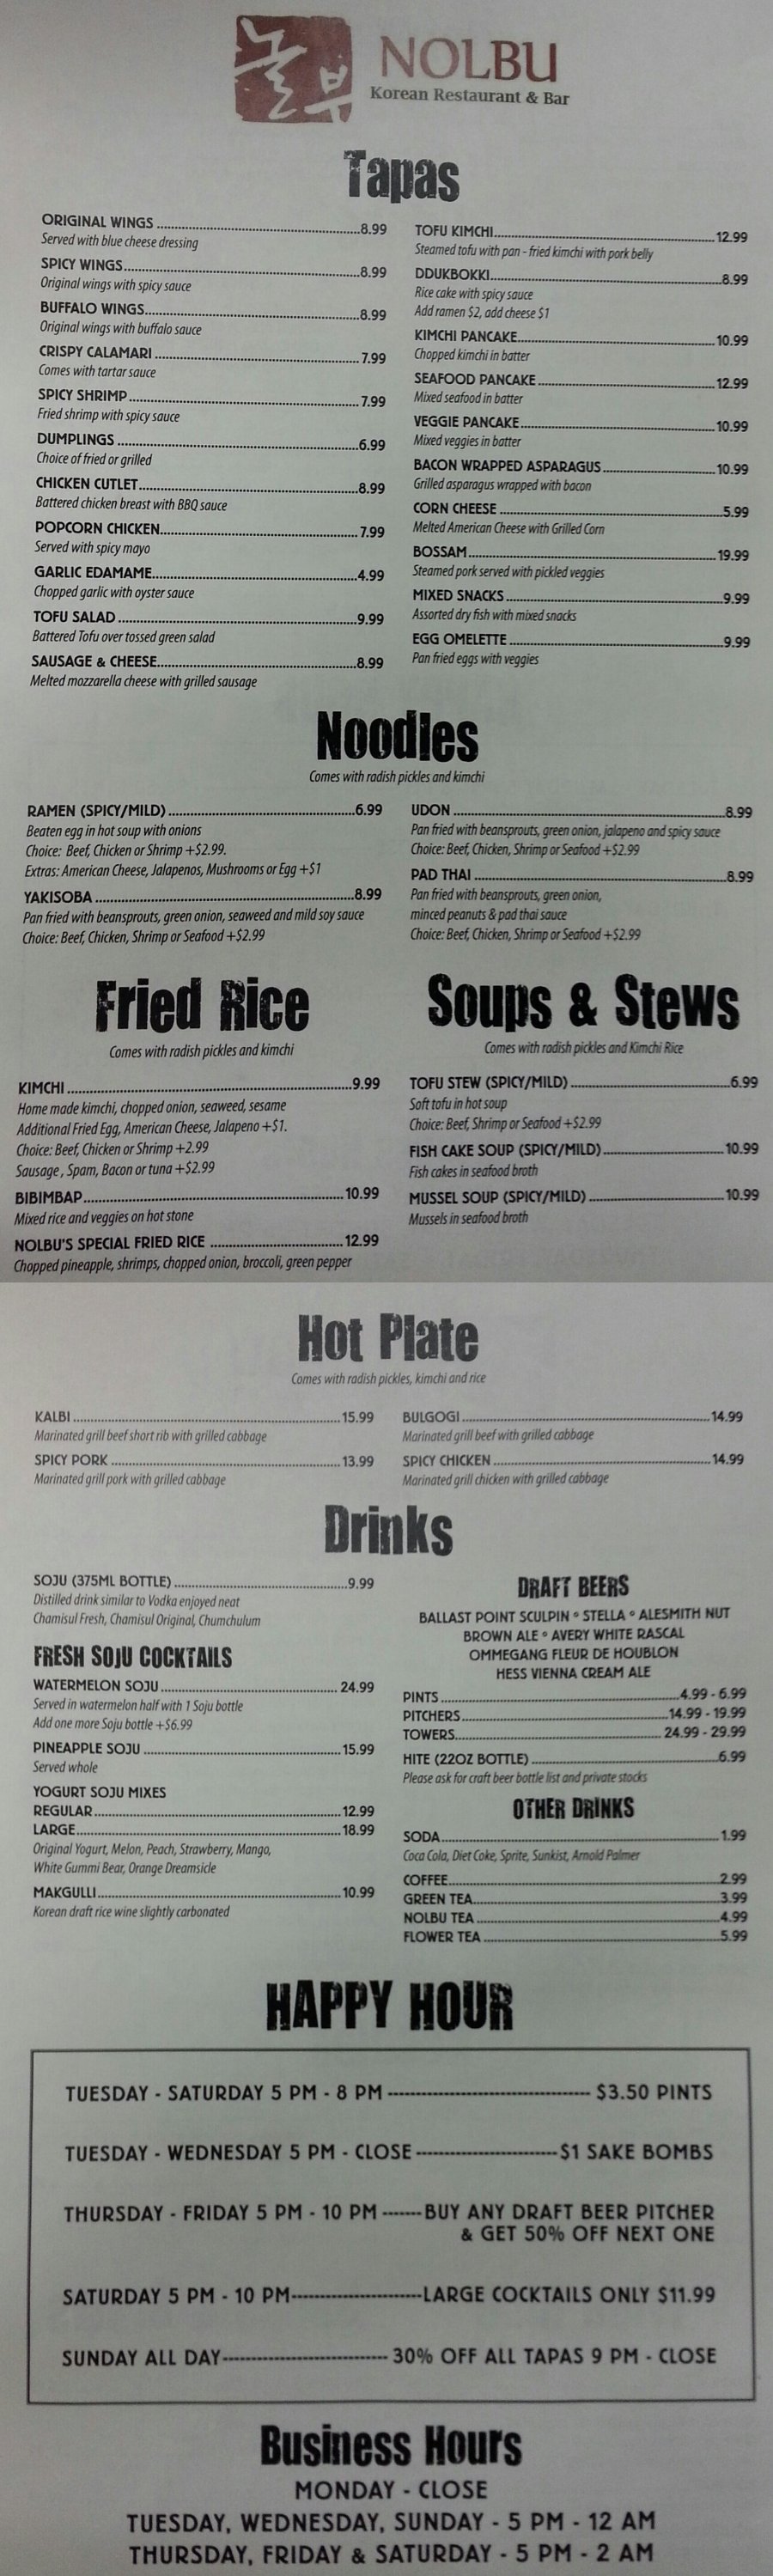 놀부
NOLBU
Korean Restaurant & Bar
Tapas
ORIGINAL WINGS ........ 8.99
Served with blue cheese dressing
SPICY WINGS ........ 8.99
Original wings with spicy sauce
BUFFALO WINGS ........ 8.99
Original wings with buffalo sauce
CRISPY CALAMARI ........ 7.99
Comes with tartar sauce
SPICY SHRIMP ........ 7.99
Fried shrimp with spicy sauce
DUMPLINGS ........ 6.99
Choice of fried or grilled
CHICKEN CUTLET ........ 8.99
Battered chicken breast with BBQ sauce
POPCORN CHICKEN ........ 7.99
Served with spicy mayo
GARLIC EDAMAME ........ 4.99
Chopped garlic with oyster sauce
TOFU SALAD ........ 9.99
Battered Tofu over tossed green salad
SAUSAGE & CHEESE ........ 8.99
Melted mozzarella cheese with grilled sausage
TOFU KIMCHI ........ 12.99
Steamed tofu with pan - fried kimchi with pork belly
DDUKBOKKI ........ 8.99
Rice cake with spicy sauce
Add ramen $2, add cheese $1
KIMCHI PANCAKE ........ 10.99
Chopped kimchi in batter
SEAFOOD PANCAKE ........ 12.99
Mixed seafood in batter
VEGGIE PANCAKE ........ 10.99
Mixed veggies in batter
BACON WRAPPED ASPARAGUS ........ 10.99
Grilled asparagus wrapped with bacon
CORN CHEESE ........ 5.99
Melted American Cheese with Grilled Corn
BOSSAM ........ 19.99
Steamed pork served with pickled veggies
MIXED SNACKS ........ 9.99
Assorted dry fish with mixed snacks
EGG OMELETTE ........ 9.99
Pan fried eggs with veggies
Noodles
Comes with radish pickles and kimchi
RAMEN (SPICY/MILD) ........ 6.99
Beaten egg in hot soup with onions
Choice: Beef, Chicken or Shrimp +$2.99.
Extras: American Cheese, Jalapenos, Mushrooms or Egg +$1
YAKISOBA ........ 8.99
Pan fried with beansprouts, green onion, seaweed and mild soy sauce
Choice: Beef, Chicken, Shrimp or Seafood +$2.99
UDON ........ 8.99
Pan fried with beansprouts, green onion, jalapeno and spicy sauce
Choice: Beef, Chicken, Shrimp or Seafood +$2.99
PAD THAI ........ 8.99
Pan fried with beansprouts, green onion,
minced peanuts & pad thai sauce
Choice: Beef, Chicken, Shrimp or Seafood +$2.99
Fried Rice
Comes with radish pickles and kimchi
KIMCHI ........ 9.99
Home made kimchi, chopped onion, seaweed, sesame
Additional Fried Egg, American Cheese, Jalapeno +$1.
Choice: Beef, Chicken or Shrimp +2.99
Sausage , Spam, Bacon or tuna +$2.99
BIBIMBAP ........ 10.99
Mixed rice and veggies on hot stone
NOLBU'S SPECIAL FRIED RICE ........ 12.99
Chopped pineapple, shrimps, chopped onion, broccoli, green pepper
Soups & Stews
Comes with radish pickles and Kimchi Rice
TOFU STEW (SPICY/MILD) ........ 6.99
Soft tofu in hot soup
Choice: Beef, Shrimp or Seafood +$2.99
FISH CAKE SOUP (SPICY/MILD) ........ 10.99
Fish cakes in seafood broth
MUSSEL SOUP (SPICY/MILD) ........ 10.99
Mussels in seafood broth
Hot Plate
Comes with radish pickles, kimchi and rice
KALBI ........ 15.99
Marinated grill beef short rib with grilled cabbage
SPICY PORK ........ 13.99
Marinated grill pork with grilled cabbage
BULGOGI ........ 14.99
Marinated grill beef with grilled cabbage
SPICY CHICKEN ........ 14.99
Marinated grill chicken with grilled cabbage
Drinks
SOJU (375ML BOTTLE) ........ 9.99
Distilled drink similar to Vodka enjoyed neat
Chamisul Fresh, Chamisul Original, Chumchulum
FRESH SOJU COCKTAILS
WATERMELON SOJU ........ 24.99
Served in watermelon half with 1 Soju bottle
Add one more Soju bottle +$6.99
PINEAPPLE SOJU ........ 15.99
Served whole
YOGURT SOJU MIXES
REGULAR ........ 12.99
LARGE ........ 18.99
Original Yogurt, Melon, Peach, Strawberry, Mango,
White Gummi Bear, Orange Dreamsicle
MAKGULLI ........ 10.99
Korean draft rice wine slightly carbonated
DRAFT BEERS
BALLAST POINT SCULPIN ° STELLA ° ALESMITH NUT
BROWN ALE ° AVERY WHITE RASCAL
OMMEGANG FLEUR DE HOUBLON
HESS VIENNA CREAM ALE
PINTS ........ 4.99 - 6.99
PITCHERS ........ 14.99 - 19.99
TOWERS ........ 24.99 - 29.99
HITE (22OZ BOTTLE) ........ 6.99
Please ask for craft beer bottle list and private stocks
OTHER DRINKS
SODA ........ 1.99
Coca Cola, Diet Coke, Sprite, Sunkist, Arnold Palmer
COFFEE ........ 2.99
GREEN TEA ........ 3.99
NOLBU TEA ........ 4.99
FLOWER TEA ........ 5.99
HAPPY HOUR
TUESDAY - SATURDAY 5 PM - 8 PM -------- $3.50 PINTS
TUESDAY - WEDNESDAY 5 PM - CLOSE -------- $1 SAKE BOMBS
THURSDAY - FRIDAY 5 PM - 10 PM ------- BUY ANY DRAFT BEER PITCHER
& GET 50% OFF NEXT ONE
SATURDAY 5 PM - 10 PM -------- LARGE COCKTAILS ONLY $11.99
SUNDAY ALL DAY -------- 30% OFF ALL TAPAS 9 PM - CLOSE
Business Hours
MONDAY - CLOSE
TUESDAY, WEDNESDAY, SUNDAY - 5 PM - 12 AM
THURSDAY, FRIDAY & SATURDAY - 5 PM - 2 AM